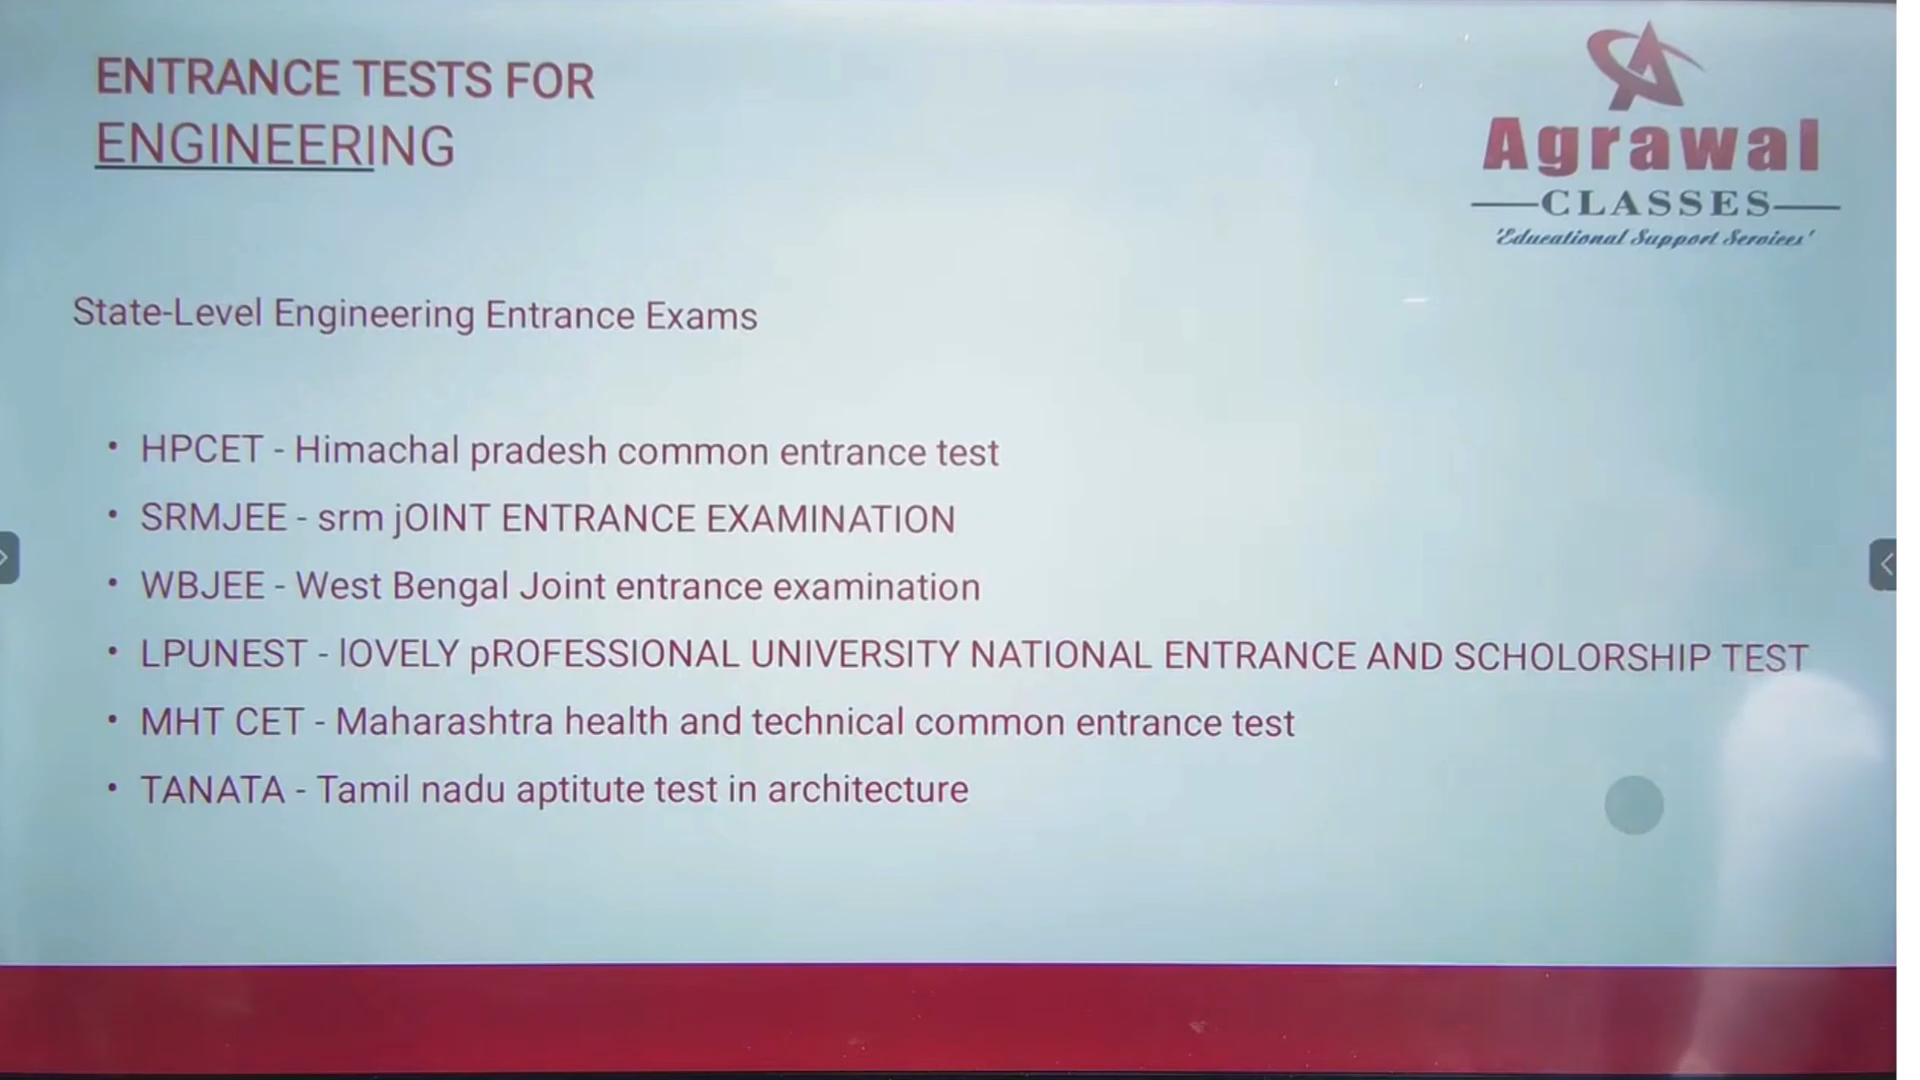 ENTRANCE TESTS FOR
ENGINEERING
Agrawal
CLASSES
'Educational Support Services'
State-Level Engineering Entrance Exams
• HPCET - Himachal pradesh common entrance test
• SRMJEE - srm jOINT ENTRANCE EXAMINATION
• WBJEE - West Bengal Joint entrance examination
• LPUNEST - lOVELY pROFESSIONAL UNIVERSITY NATIONAL ENTRANCE AND SCHOLORSHIP TEST
• MHT CET - Maharashtra health and technical common entrance test
• TANATA - Tamil nadu aptitute test in architecture